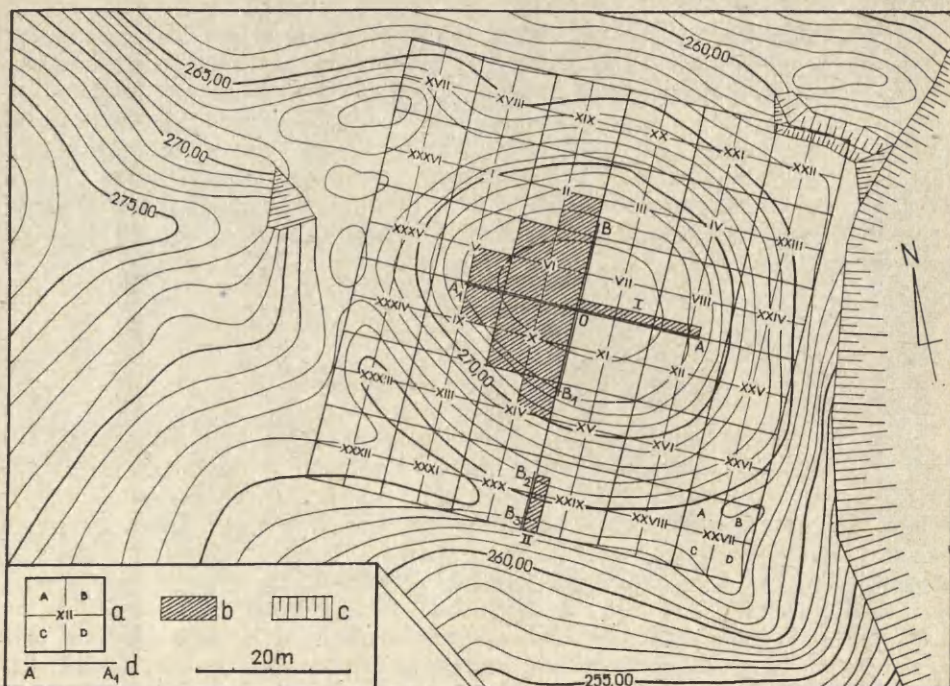 260,00
265,00
XVII
XVIII
XIX
XX
XXI
XXII
270,00
XXXVI
I
II
III
IV
XXIII
275,00
XXXV
V
VI
B
VII
VIII
XXIV
N
A₁
I
XXXIV
IX
X
O
A
XI
XII
XXV
270,00
XIII
XIV
B₁
XV
XVI
XXVI
XXXIII
XXXII
XXXI
XXX
B₂
XXIX
XXVIII
XXVII
A B
C D
B₃
II
260,00
255,00
A B
XII
C D
a
b
c
A A₁ d
20m